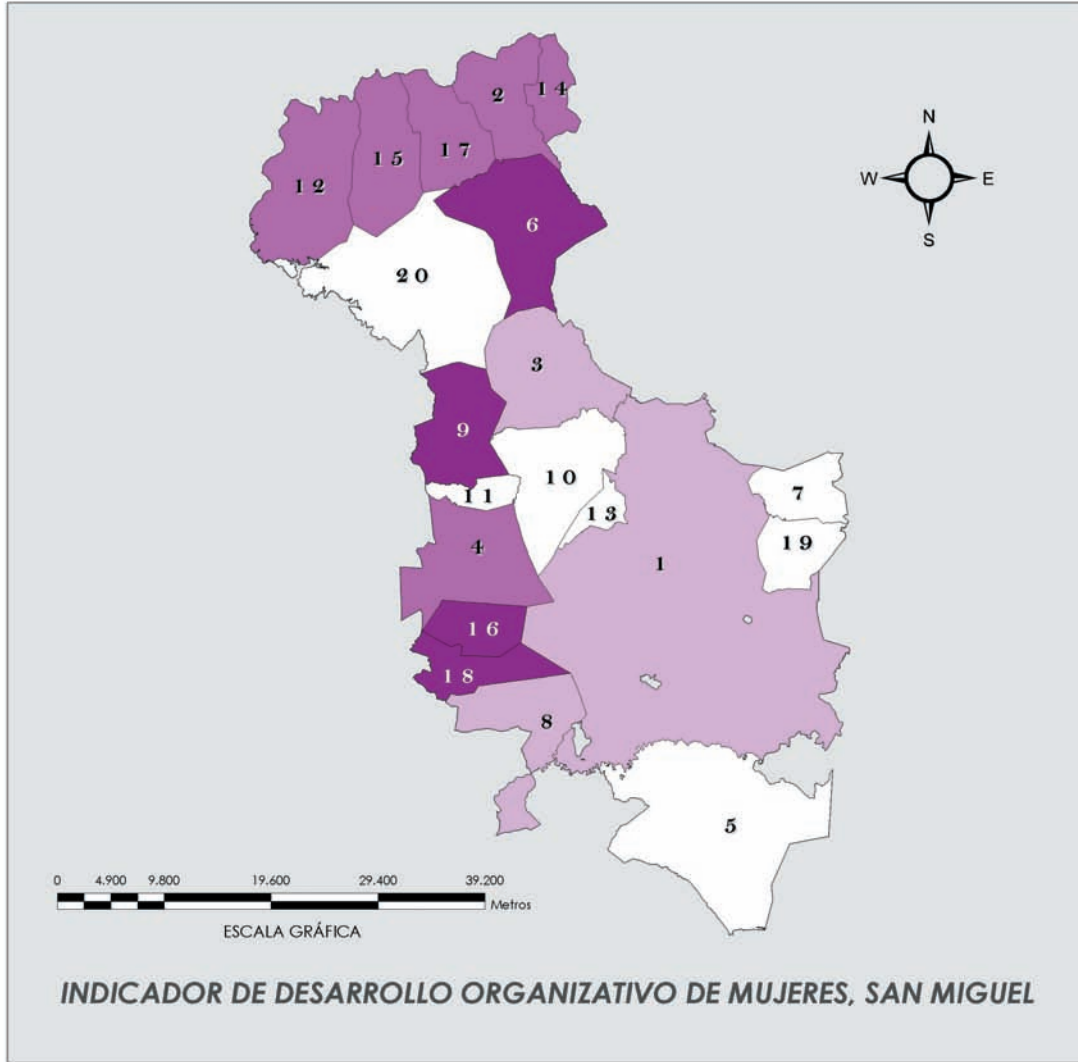 2 14
15 17
12
N
W E
S
6
20
3
9
10
7
11
13
19
4
1
16
18
8
5
0 4.900 9.800 19.600 29.400 39.200
Metros
ESCALA GRÁFICA
INDICADOR DE DESARROLLO ORGANIZATIVO DE MUJERES, SAN MIGUEL